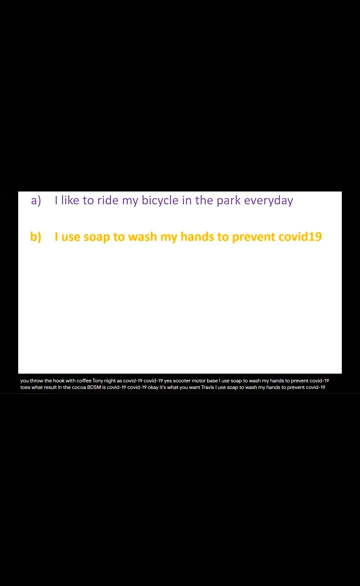 a) I like to ride my bicycle in the park everyday
b) I use soap to wash my hands to prevent covid19
you throw the hook with coffee Tony night as covid-19 covid-19 yes scooter motor base I use soap to wash my hands to prevent covid-19
toes what result in the cocoa BDSM is covid-19 covid-19 okay it's what you want Travis I use soap to wash my hands to prevent covid-19